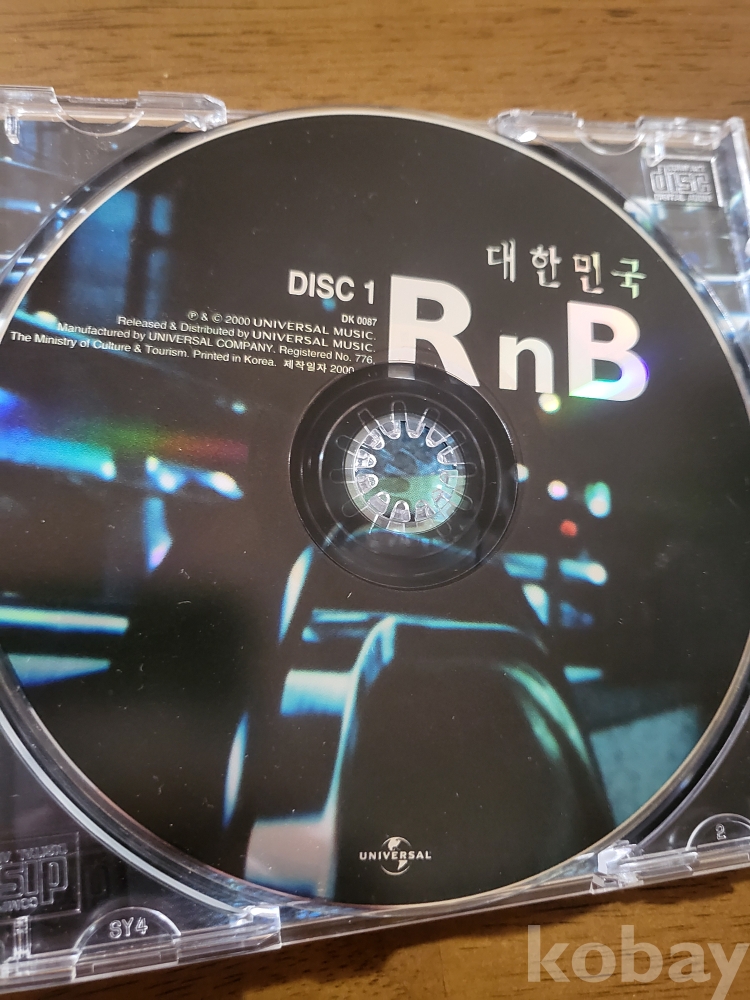 COMPACT
disc
DIGITAL AUDIO
대한민국
DISC 1
RnB
DK 0087
℗ & © 2000 UNIVERSAL MUSIC.
Released & Distributed by UNIVERSAL MUSIC.
Manufactured by UNIVERSAL COMPANY. Registered No. 776,
The Ministry of Culture & Tourism. Printed in Korea. 제작일자 2000
UNIVERSAL
2
SY4
kobay